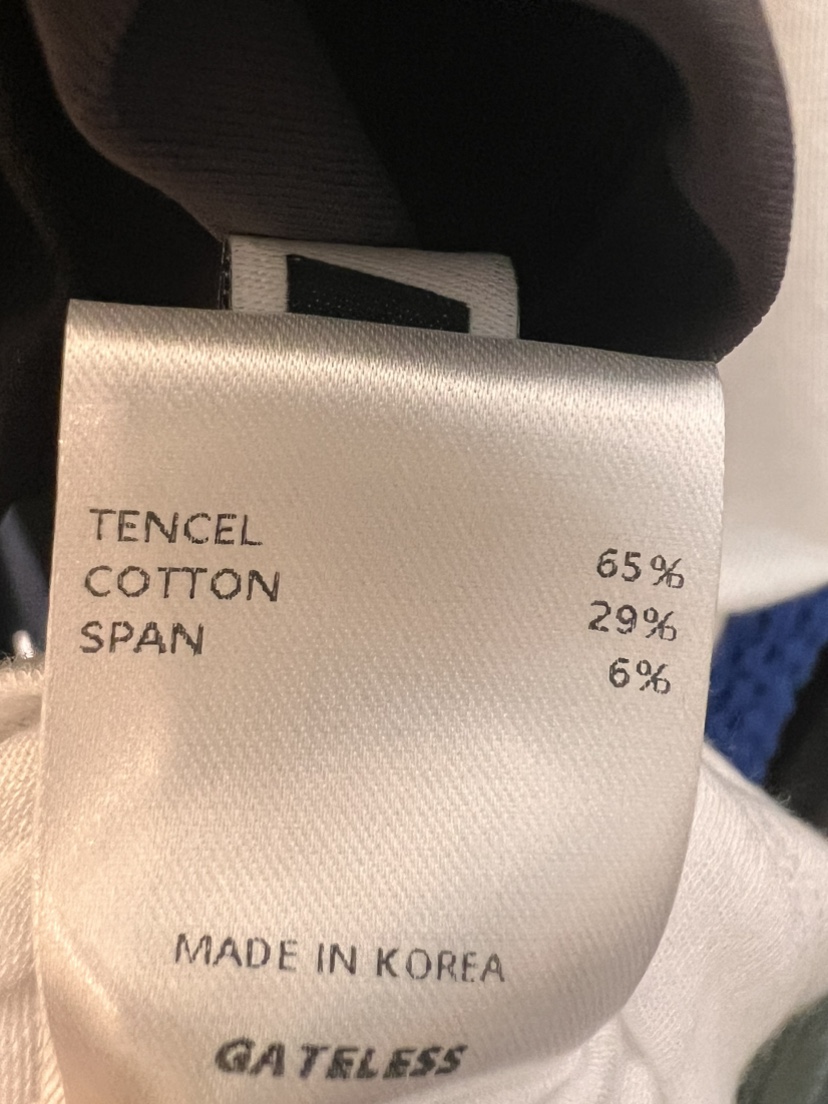 TENCEL 65%
COTTON 29%
SPAN 6%
MADE IN KOREA
GATELESS